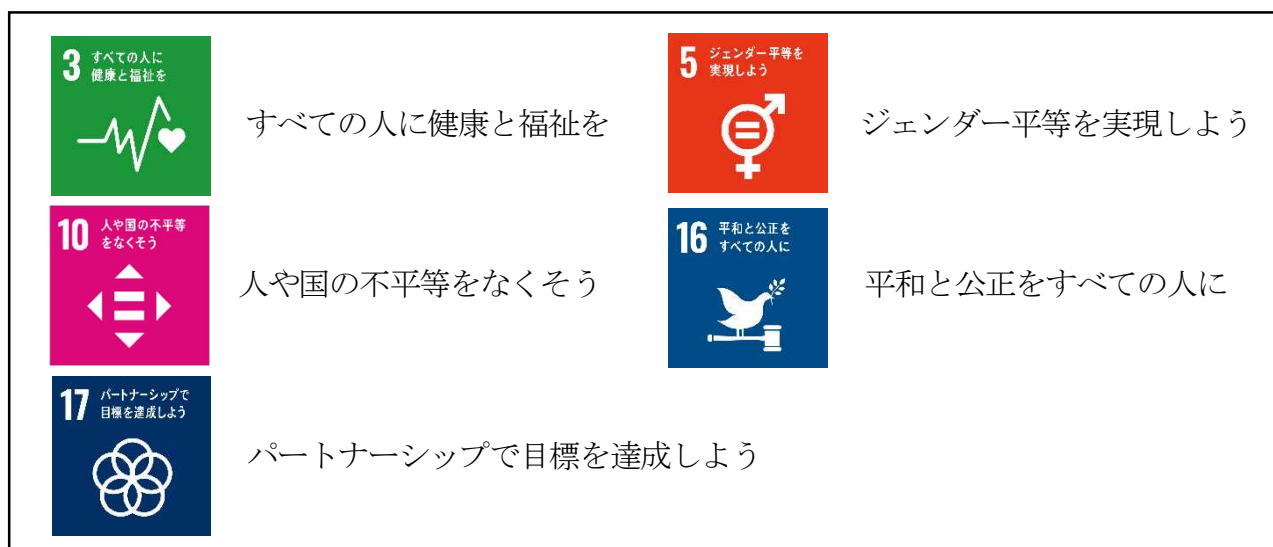 3 すべての人に
健康と福祉を
すべての人に健康と福祉を
5 ジェンダー平等を
実現しよう
ジェンダー平等を実現しよう
10 人や国の不平等
をなくそう
人や国の不平等をなくそう
16 平和と公正を
すべての人に
平和と公正をすべての人に
17 パートナーシップで
目標を達成しよう
パートナーシップで目標を達成しよう